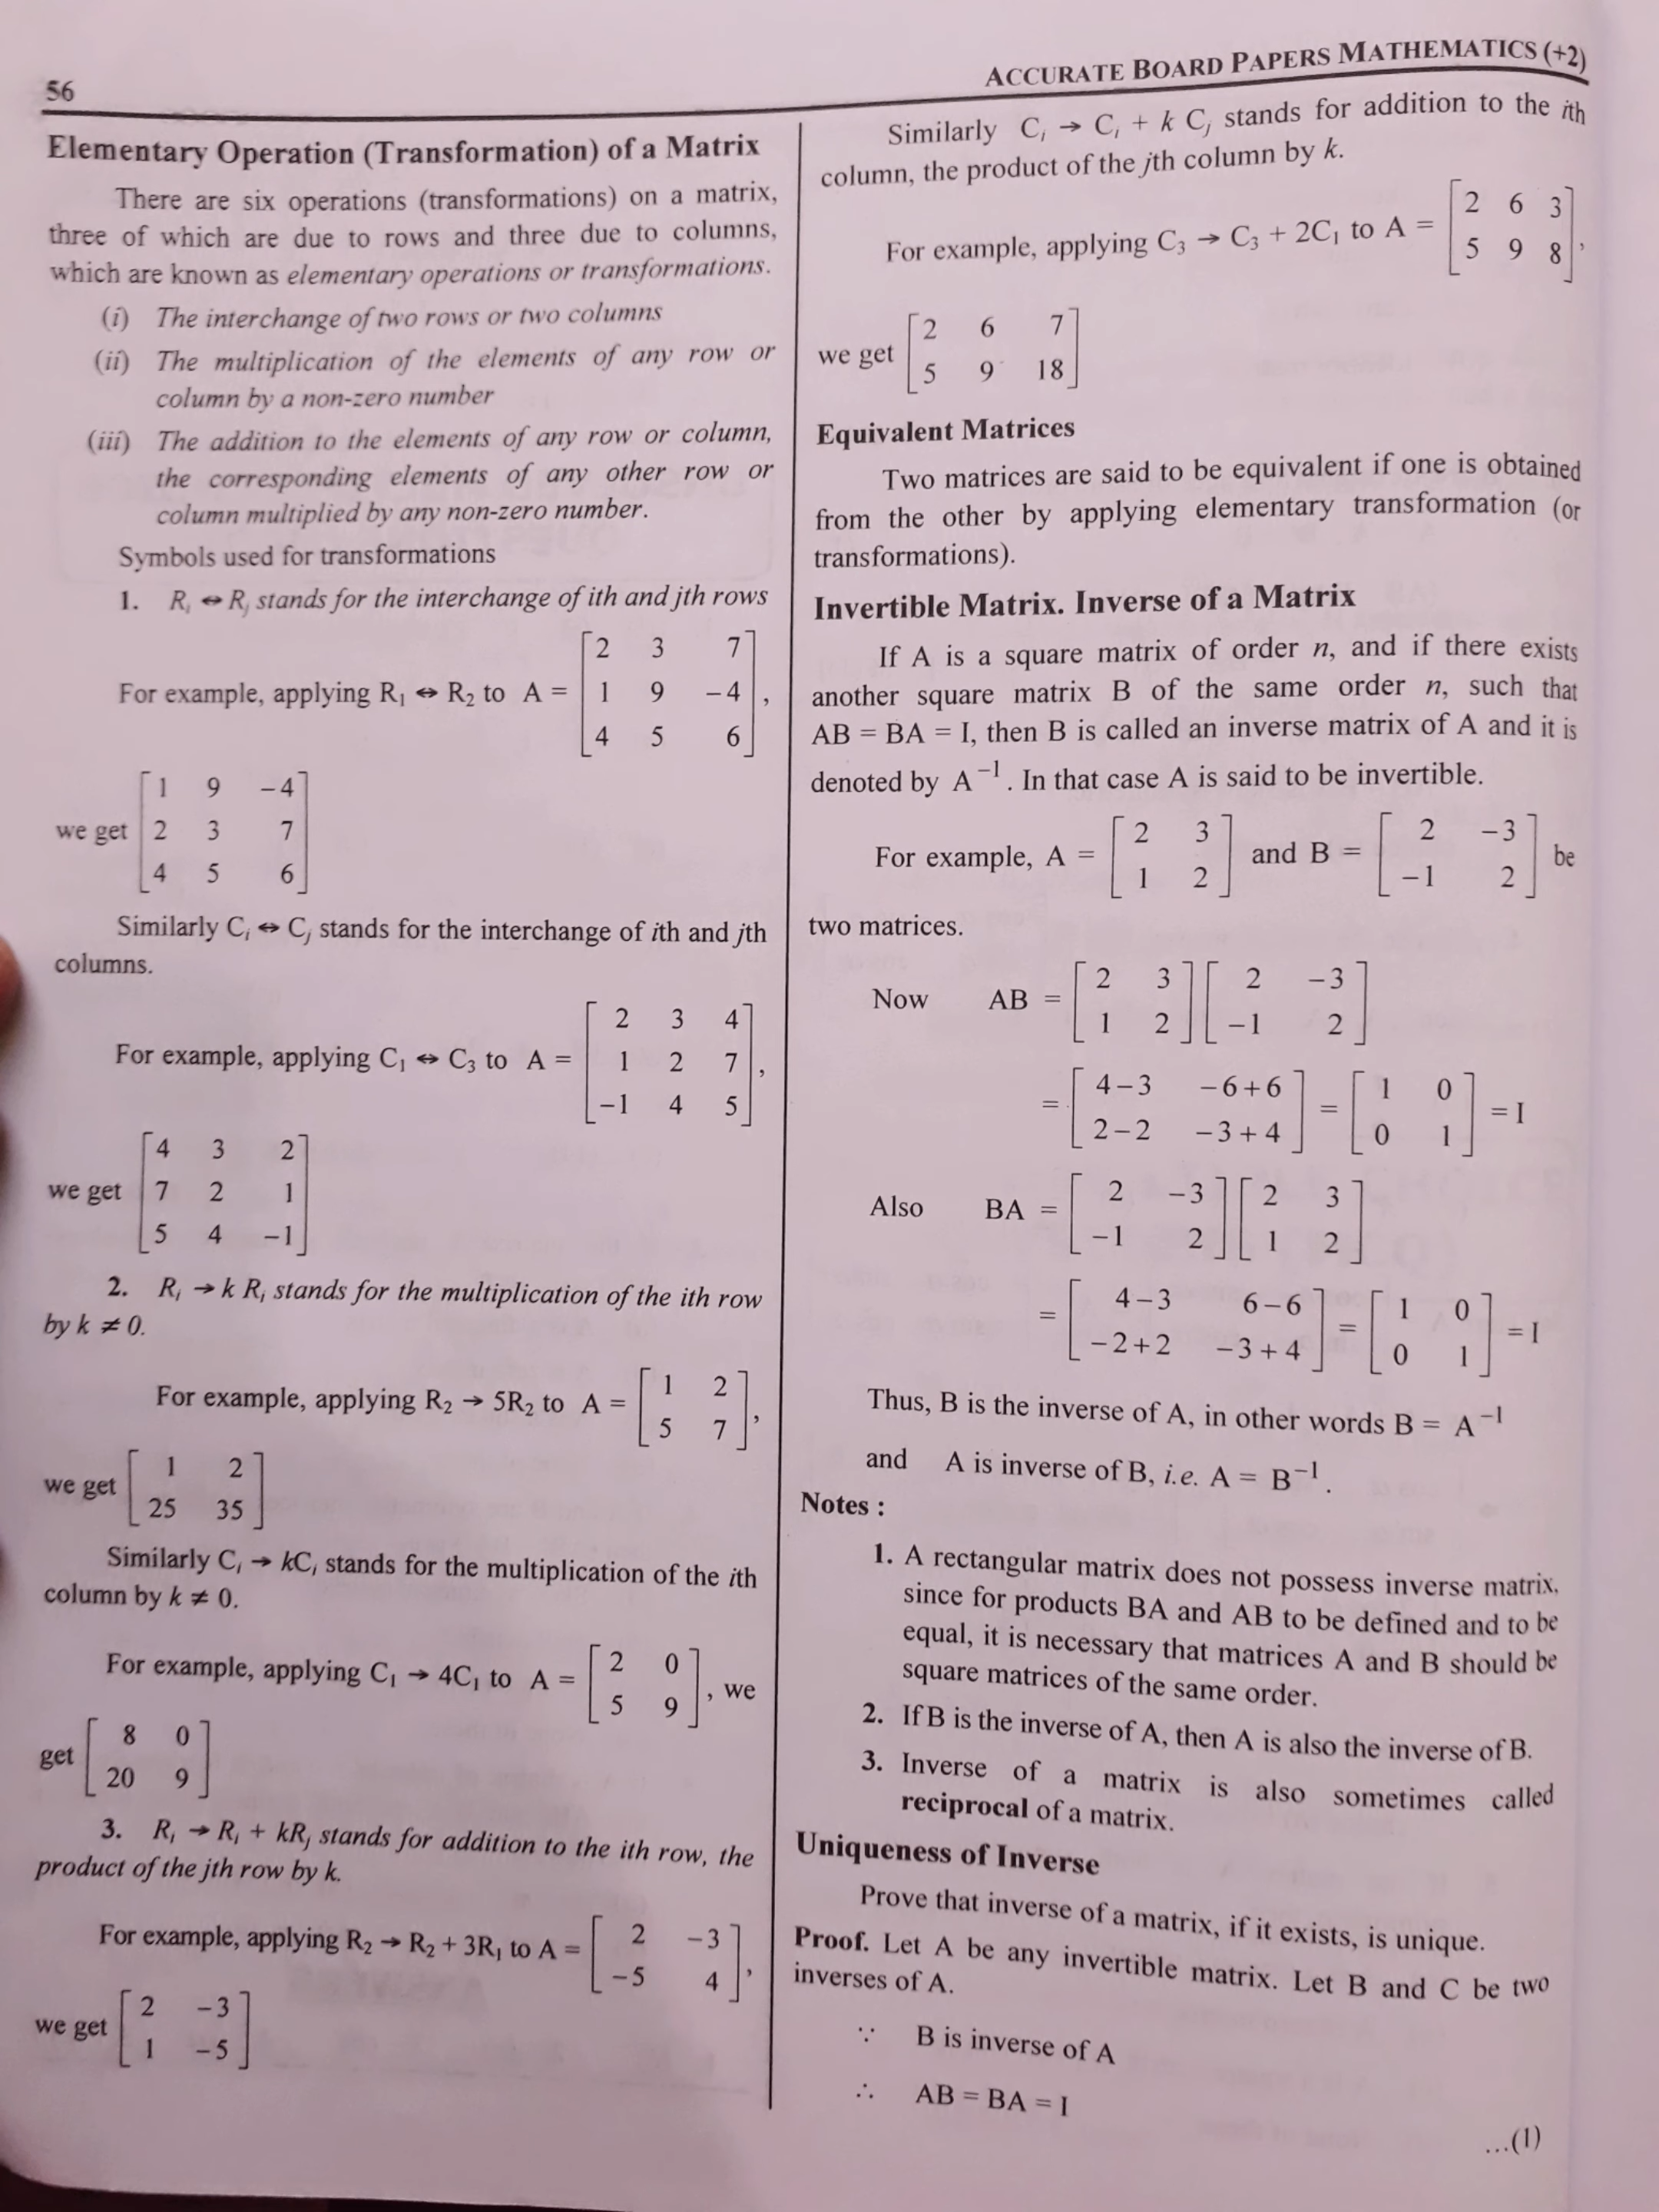 56
ACCURATE BOARD PAPERS MATHEMATICS (+2)
Elementary Operation (Transformation) of a Matrix
There are six operations (transformations) on a matrix,
three of which are due to rows and three due to columns,
which are known as elementary operations or transformations.
(i) The interchange of two rows or two columns
(ii) The multiplication of the elements of any row or
column by a non-zero number
(iii) The addition to the elements of any row or column,
the corresponding elements of any other row or
column multiplied by any non-zero number.
Symbols used for transformations
1. Rᵢ ↔ Rⱼ stands for the interchange of ith and jth rows
For example, applying R₁ ↔ R₂ to A = [2 3 7
1 9 −4
4 5 6],
we get [1 9 −4
2 3 7
4 5 6]
Similarly Cᵢ ↔ Cⱼ stands for the interchange of ith and jth
columns.
For example, applying C₁ ↔ C₃ to A = [2 3 4
1 2 7
−1 4 5],
we get [4 3 2
7 2 1
5 4 −1]
2. Rᵢ → k Rᵢ stands for the multiplication of the ith row
by k ≠ 0.
For example, applying R₂ → 5R₂ to A = [1 2
5 7],
we get [1 2
25 35]
Similarly Cᵢ → kCᵢ stands for the multiplication of the ith
column by k ≠ 0.
For example, applying C₁ → 4C₁ to A = [2 0
5 9], we
get [8 0
20 9]
3. Rᵢ → Rᵢ + kRⱼ stands for addition to the ith row, the
product of the jth row by k.
For example, applying R₂ → R₂ + 3R₁ to A = [2 −3
−5 4],
we get [2 −3
1 −5]
Similarly Cᵢ → Cᵢ + k Cⱼ stands for addition to the ith
column, the product of the jth column by k.
For example, applying C₃ → C₃ + 2C₁ to A = [2 6 3
5 9 8],
we get [2 6 7
5 9 18]
Equivalent Matrices
Two matrices are said to be equivalent if one is obtained
from the other by applying elementary transformation (or
transformations).
Invertible Matrix. Inverse of a Matrix
If A is a square matrix of order n, and if there exists
another square matrix B of the same order n, such that
AB = BA = I, then B is called an inverse matrix of A and it is
denoted by A⁻¹. In that case A is said to be invertible.
For example, A = [2 3
1 2] and B = [2 −3
−1 2] be
two matrices.
Now AB = [2 3
1 2] [2 −3
−1 2]
= [4−3 −6+6
2−2 −3+4] = [1 0
0 1] = I
Also BA = [2 −3
−1 2] [2 3
1 2]
= [4−3 6−6
−2+2 −3+4] = [1 0
0 1] = I
Thus, B is the inverse of A, in other words B = A⁻¹
and A is inverse of B, i.e. A = B⁻¹.
Notes :
1. A rectangular matrix does not possess inverse matrix,
since for products BA and AB to be defined and to be
equal, it is necessary that matrices A and B should be
square matrices of the same order.
2. If B is the inverse of A, then A is also the inverse of B.
3. Inverse of a matrix is also sometimes called
reciprocal of a matrix.
Uniqueness of Inverse
Prove that inverse of a matrix, if it exists, is unique.
Proof. Let A be any invertible matrix. Let B and C be two
inverses of A.
∵ B is inverse of A
∴ AB = BA = I
...(1)